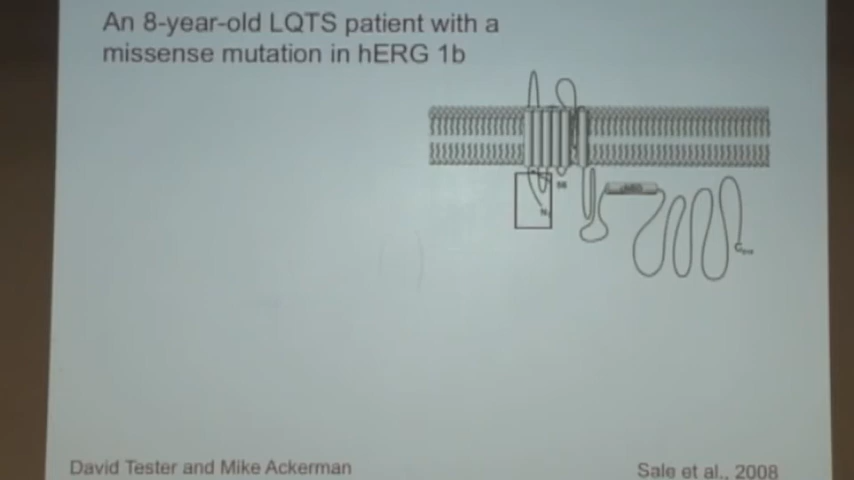 An 8-year-old LQTS patient with a
missense mutation in hERG 1b
David Tester and Mike Ackerman
Sale et al., 2008